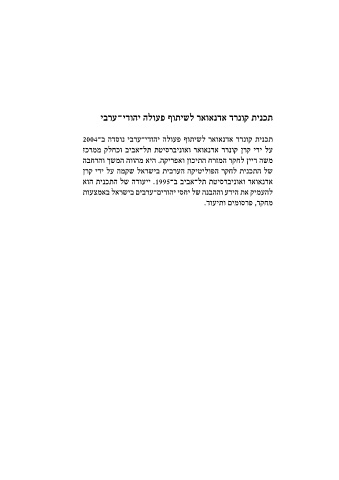 תכנית קונרד אדנאואר לשיתוף פעולה יהודי־ערבי
תכנית קונרד אדנאואר לשיתוף פעולה יהודי־ערבי נוסדה ב־2004
על ידי קרן קונרד אדנאואר ואוניברסיטת תל־אביב וכחלק ממרכז
משה דיין לחקר המזרח התיכון ואפריקה. היא מהווה המשך והרחבה
של התכנית לחקר הפוליטיקה הערבית בישראל שקמה על ידי קרן
אדנאואר ואוניברסיטת תל־אביב ב־1995. ייעודה של התכנית הוא
להעמיק את הידע וההבנה של יחסי יהודים־ערבים בישראל באמצעות
מחקר, פרסומים ותיעוד.